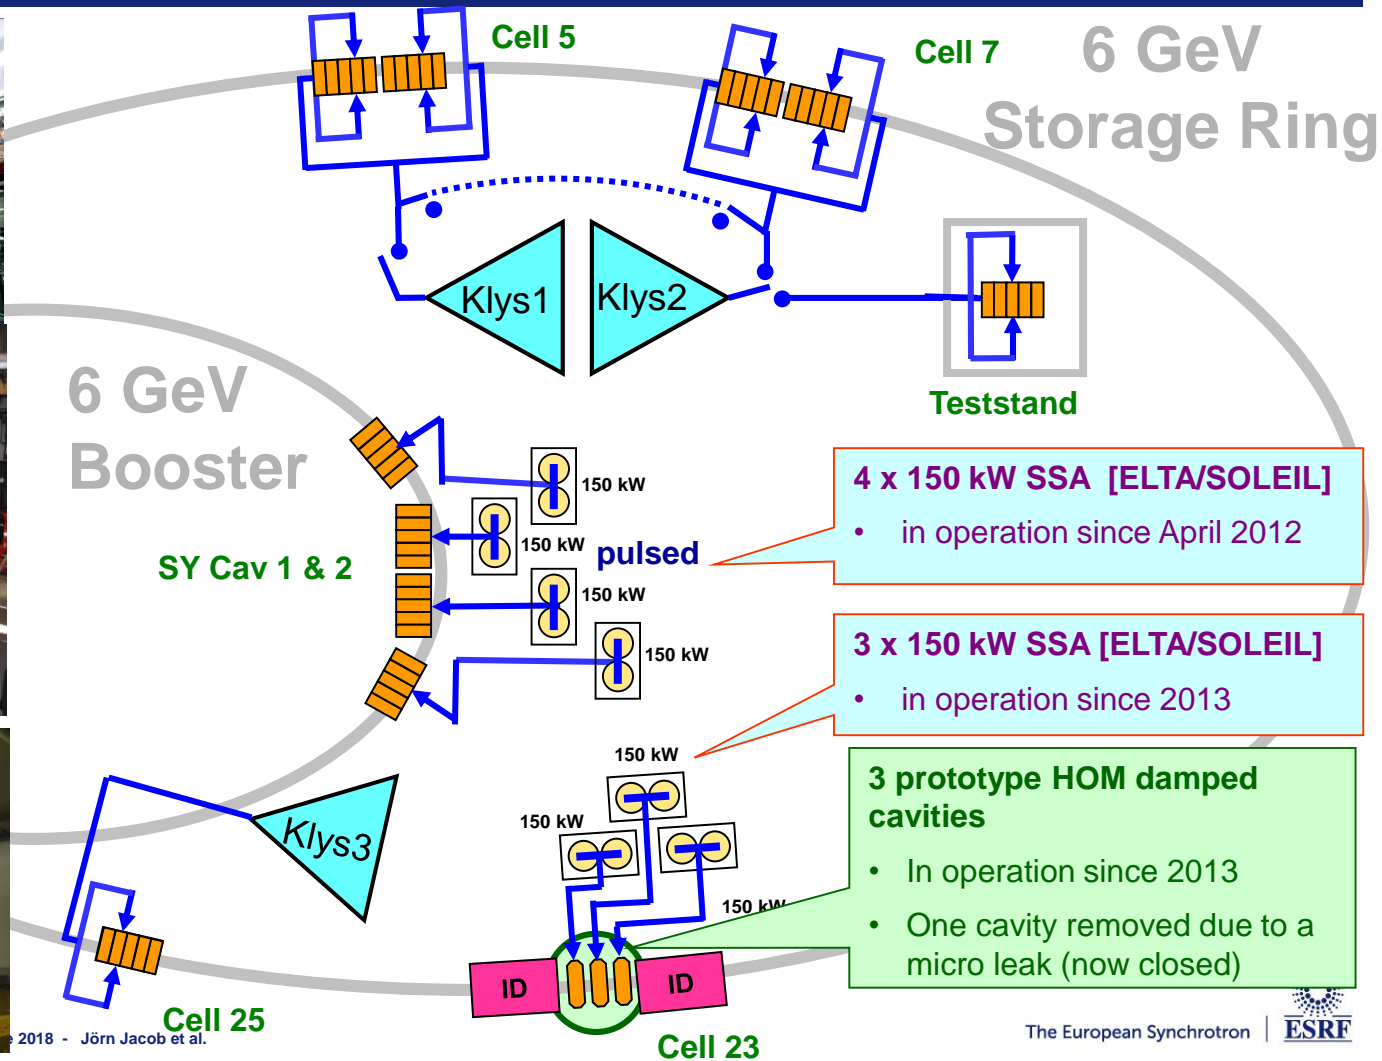 Cell 5
Cell 7
6 GeV
Storage Ring
Klys1
Klys2
Teststand
6 GeV
Booster
150 kW
150 kW
pulsed
SY Cav 1 & 2
150 kW
150 kW
4 x 150 kW SSA [ELTA/SOLEIL]
• in operation since April 2012
3 x 150 kW SSA [ELTA/SOLEIL]
• in operation since 2013
150 kW
150 kW
150 kW
3 prototype HOM damped
cavities
• In operation since 2013
• One cavity removed due to a
micro leak (now closed)
Klys3
ID
ID
Cell 25
Cell 23
2018 - Jörn Jacob et al.
The European Synchrotron
ESRF